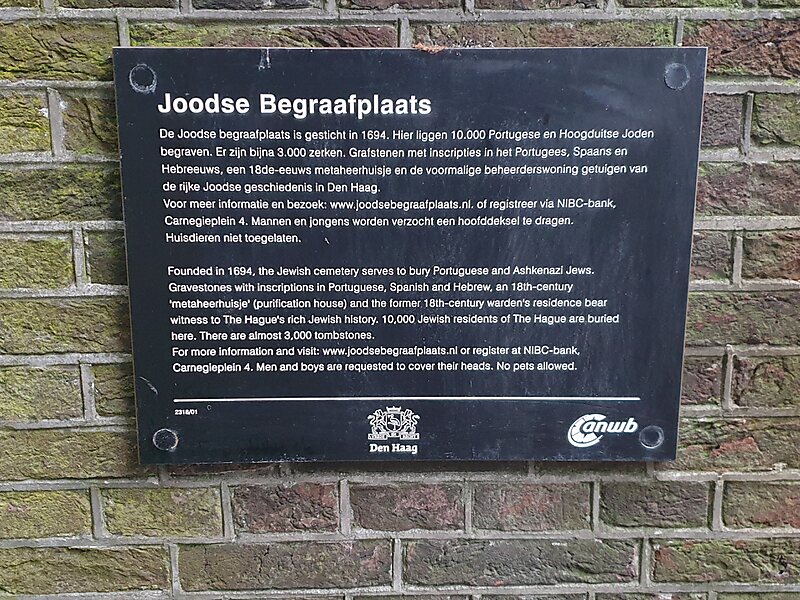 Joodse Begraafplaats
De Joodse begraafplaats is gesticht in 1694. Hier liggen 10.000 Portugese en Hoogduitse Joden
begraven. Er zijn bijna 3.000 zerken. Grafstenen met inscripties in het Portugees, Spaans en
Hebreeuws, een 18de-eeuws metaheerhuisje en de voormalige beheerderswoning getuigen van
de rijke Joodse geschiedenis in Den Haag.
Voor meer informatie en bezoek: www.joodsebegraafplaats.nl. of registreer via NIBC-bank,
Carnegieplein 4. Mannen en jongens worden verzocht een hoofddeksel te dragen.
Huisdieren niet toegelaten.
Founded in 1694, the Jewish cemetery serves to bury Portuguese and Ashkenazi Jews.
Gravestones with inscriptions in Portuguese, Spanish and Hebrew, an 18th-century
'metaheerhuisje' (purification house) and the former 18th-century warden's residence bear
witness to The Hague's rich Jewish history. 10,000 Jewish residents of The Hague are buried
here. There are almost 3,000 tombstones.
For more information and visit: www.joodsebegraafplaats.nl or register at NIBC-bank,
Carnegieplein 4. Men and boys are requested to cover their heads. No pets allowed.
2318/01
Den Haag
anwb